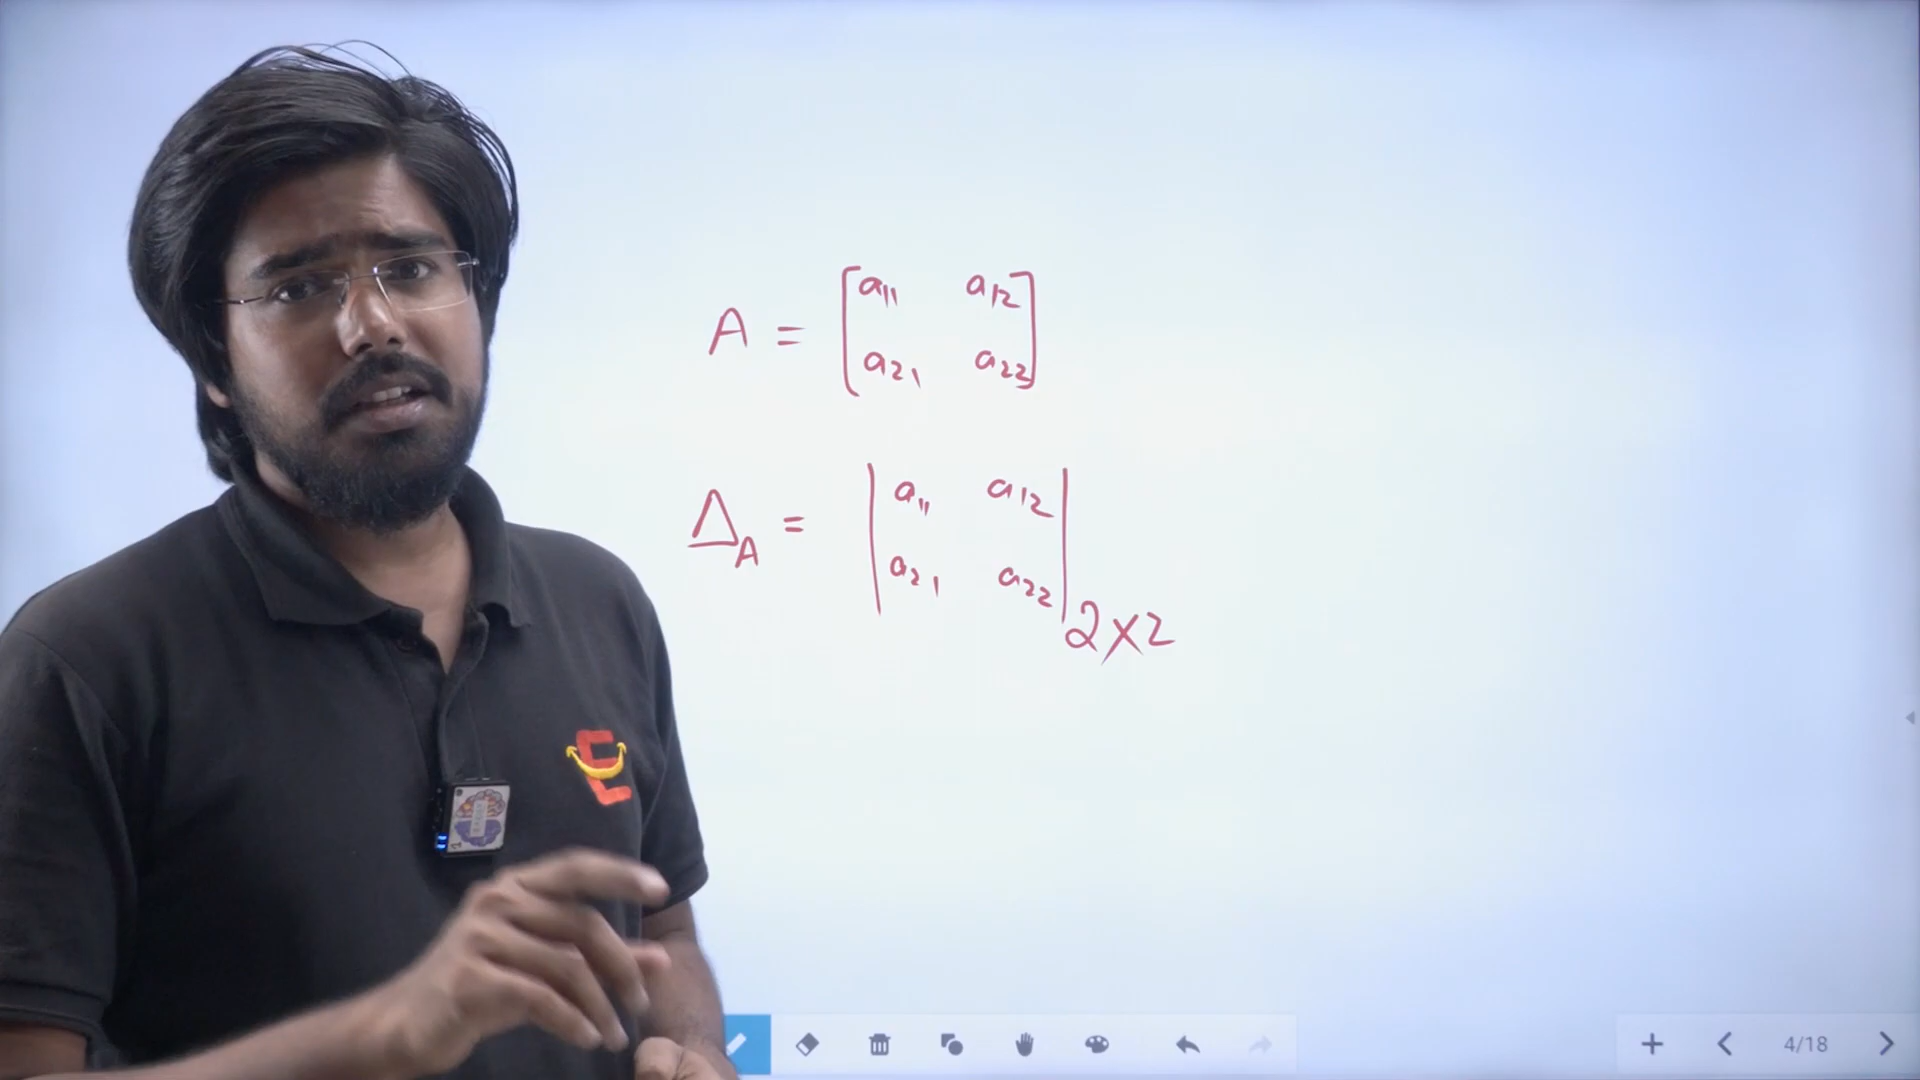 A = [a11 a12
a21 a22]
ΔA = |a11 a12
a21 a22|2×2
E
4/18